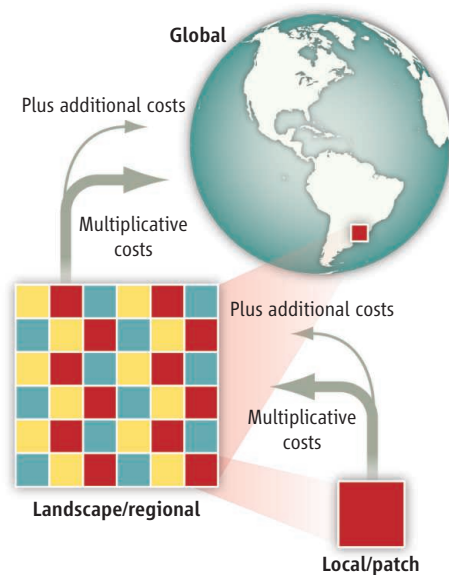 Global
Plus additional costs
Multiplicative
costs
Plus additional costs
Multiplicative
costs
Landscape/regional
Local/patch